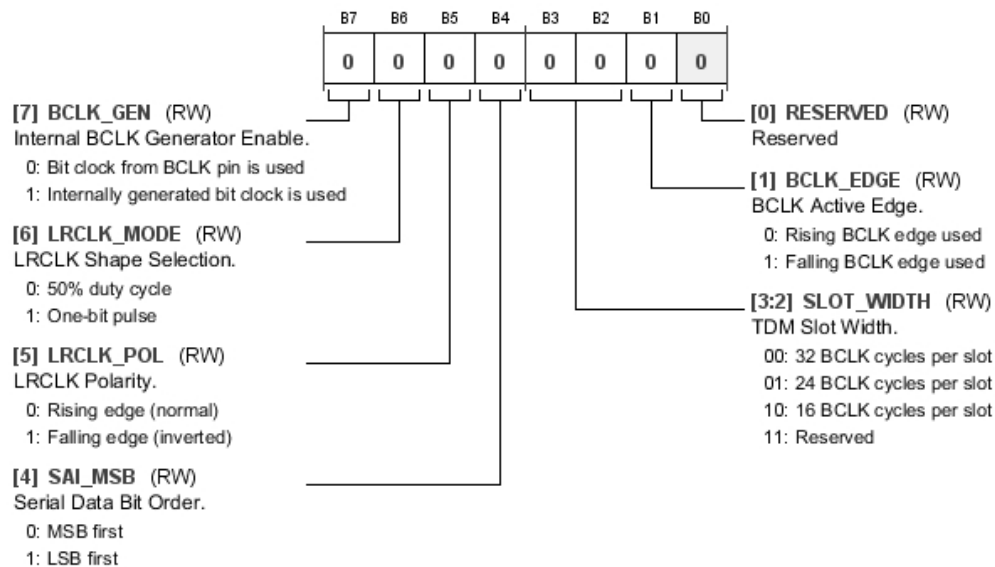 B7 B6 B5 B4 B3 B2 B1 B0
0 0 0 0 0 0 0 0
[7] BCLK_GEN (RW)
Internal BCLK Generator Enable.
0: Bit clock from BCLK pin is used
1: Internally generated bit clock is used
[6] LRCLK_MODE (RW)
LRCLK Shape Selection.
0: 50% duty cycle
1: One-bit pulse
[5] LRCLK_POL (RW)
LRCLK Polarity.
0: Rising edge (normal)
1: Falling edge (inverted)
[4] SAI_MSB (RW)
Serial Data Bit Order.
0: MSB first
1: LSB first
[0] RESERVED (RW)
Reserved
[1] BCLK_EDGE (RW)
BCLK Active Edge.
0: Rising BCLK edge used
1: Falling BCLK edge used
[3:2] SLOT_WIDTH (RW)
TDM Slot Width.
00: 32 BCLK cycles per slot
01: 24 BCLK cycles per slot
10: 16 BCLK cycles per slot
11: Reserved